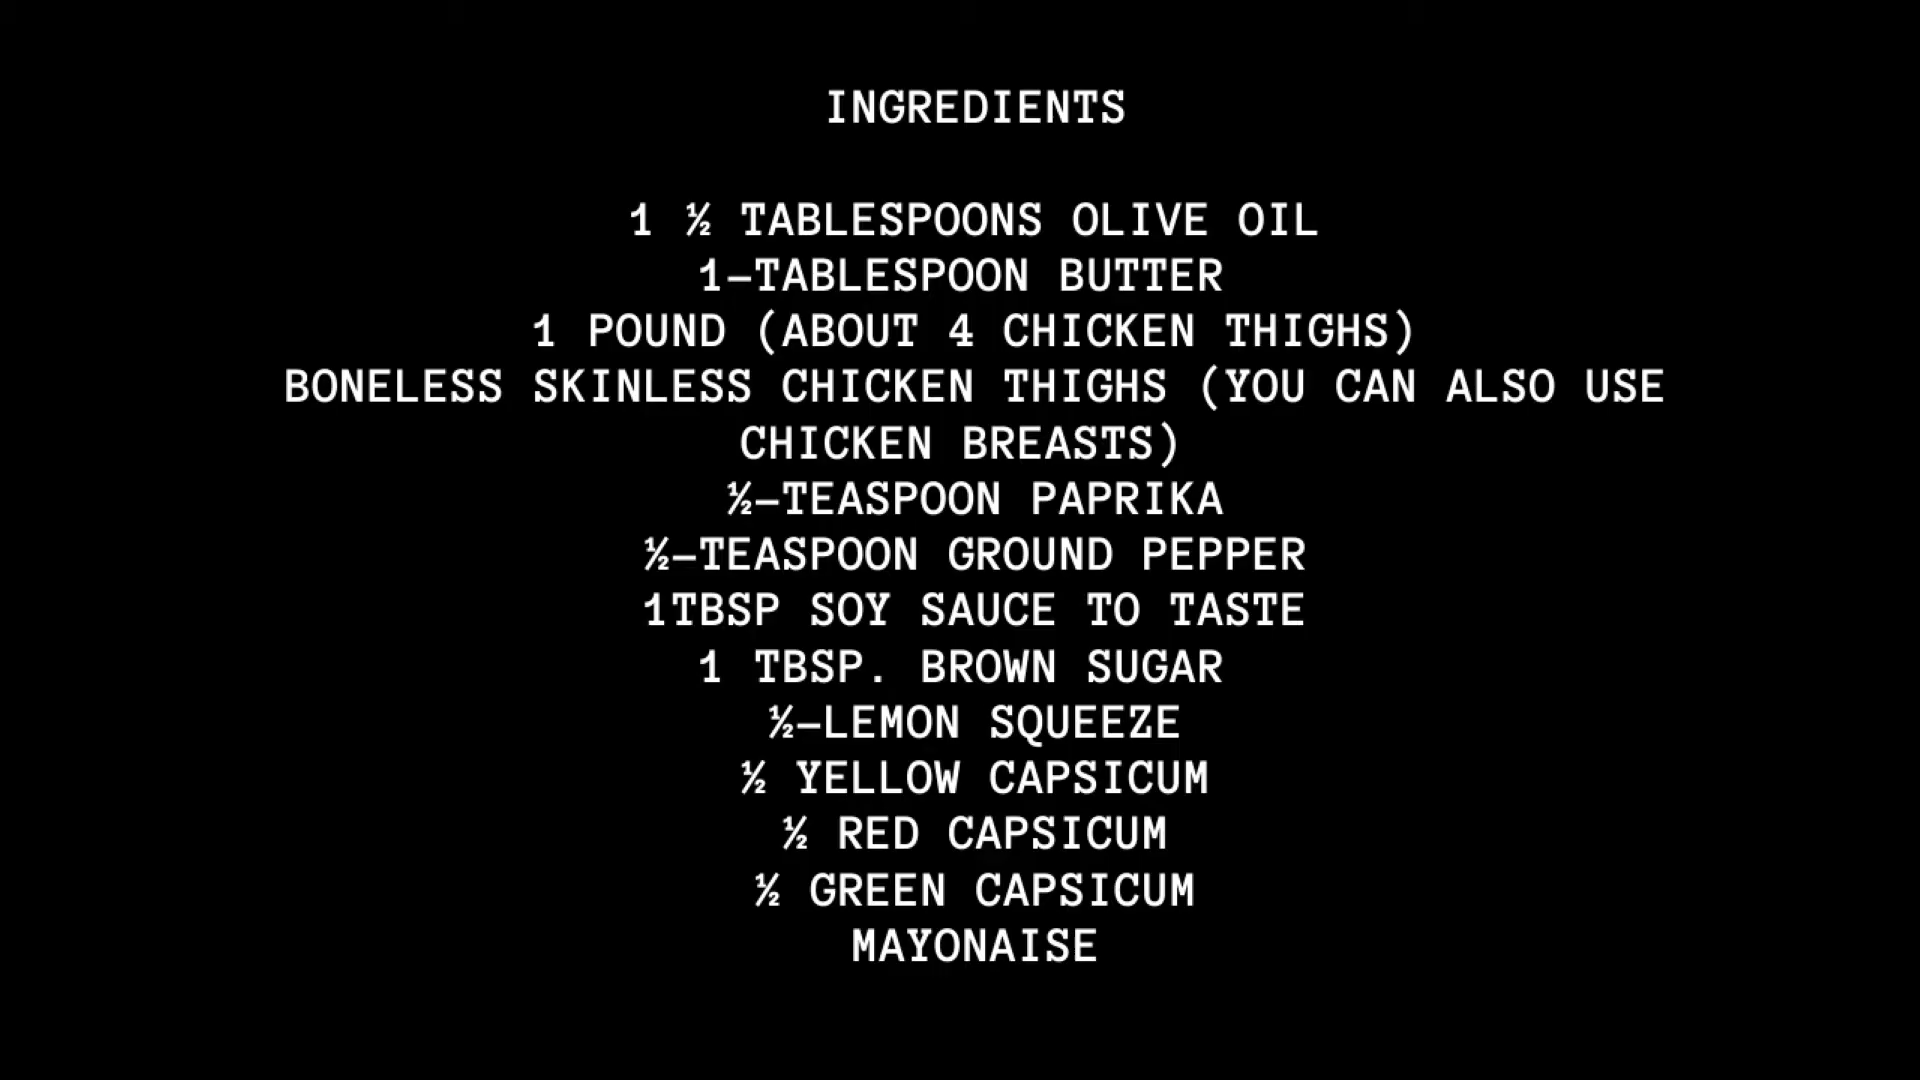 INGREDIENTS
1 ½ TABLESPOONS OLIVE OIL
1–TABLESPOON BUTTER
1 POUND (ABOUT 4 CHICKEN THIGHS)
BONELESS SKINLESS CHICKEN THIGHS (YOU CAN ALSO USE
CHICKEN BREASTS)
½–TEASPOON PAPRIKA
½–TEASPOON GROUND PEPPER
1TBSP SOY SAUCE TO TASTE
1 TBSP. BROWN SUGAR
½–LEMON SQUEEZE
½ YELLOW CAPSICUM
½ RED CAPSICUM
½ GREEN CAPSICUM
MAYONAISE